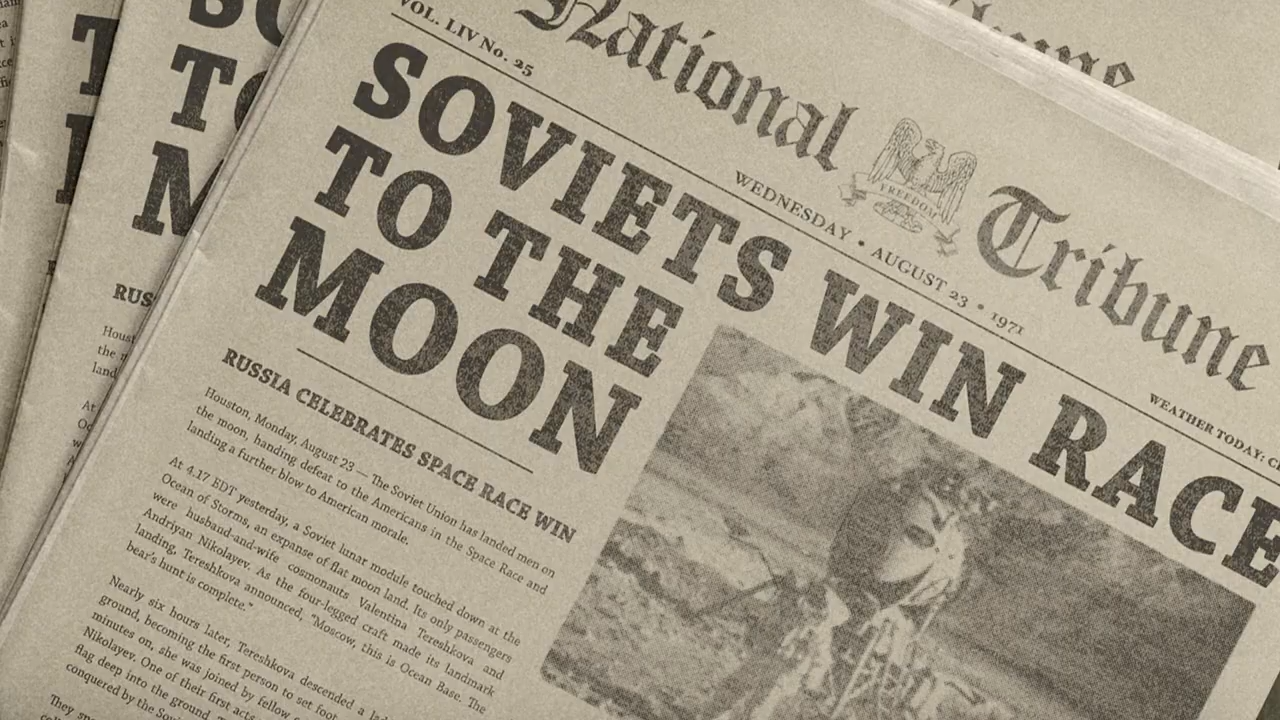 National Tribune
FREEDOM
VOL. LIV No. 25
WEDNESDAY • AUGUST 23 • 1971
WEATHER TODAY:
SOVIETS WIN RACE
TO THE
MOON
RUSSIA CELEBRATES SPACE RACE WIN
Houston, Monday, August 23 — The Soviet Union has landed men on
the moon, handing defeat to the Americans in the Space Race and
landing a further blow to American morale.
At 4.17 EDT yesterday, a Soviet lunar module touched down at the
Ocean of Storms, an expanse of flat moon land. Its only passengers
were husband-and-wife cosmonauts Valentina Tereshkova and
Andriyan Nikolayev. As the four-legged craft made its landmark
landing, Tereshkova announced, “Moscow, this is Ocean Base. The
bear’s hunt is complete.”
Nearly six hours later, Tereshkova descended a
ground, becoming the first person to set foot
minutes on, she was joined by fellow
Nikolayev. One of their first acts
flag deep into the ground.
conquered by the
They